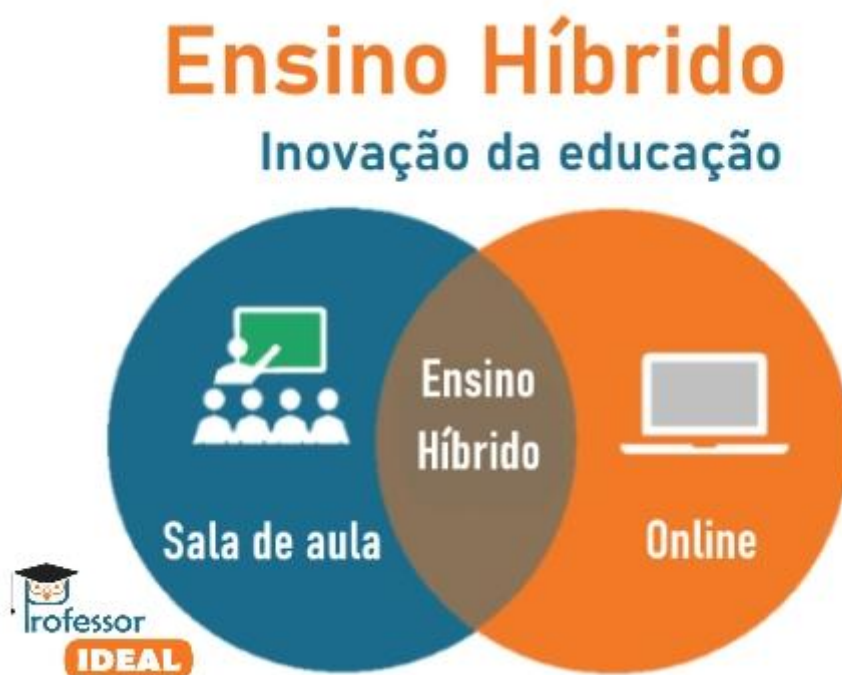 Ensino Híbrido
Inovação da educação
Ensino
Híbrido
Sala de aula
Online
Professor
IDEAL